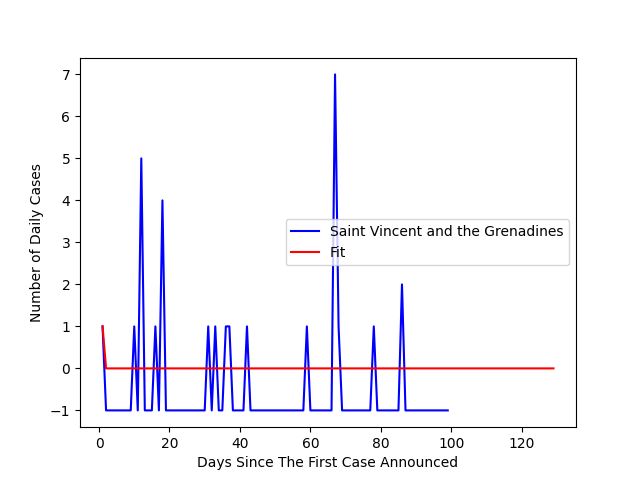 7
6
5
4
3
2
1
0
−1
Number of Daily Cases
Saint Vincent and the Grenadines
Fit
0 20 40 60 80 100 120
Days Since The First Case Announced